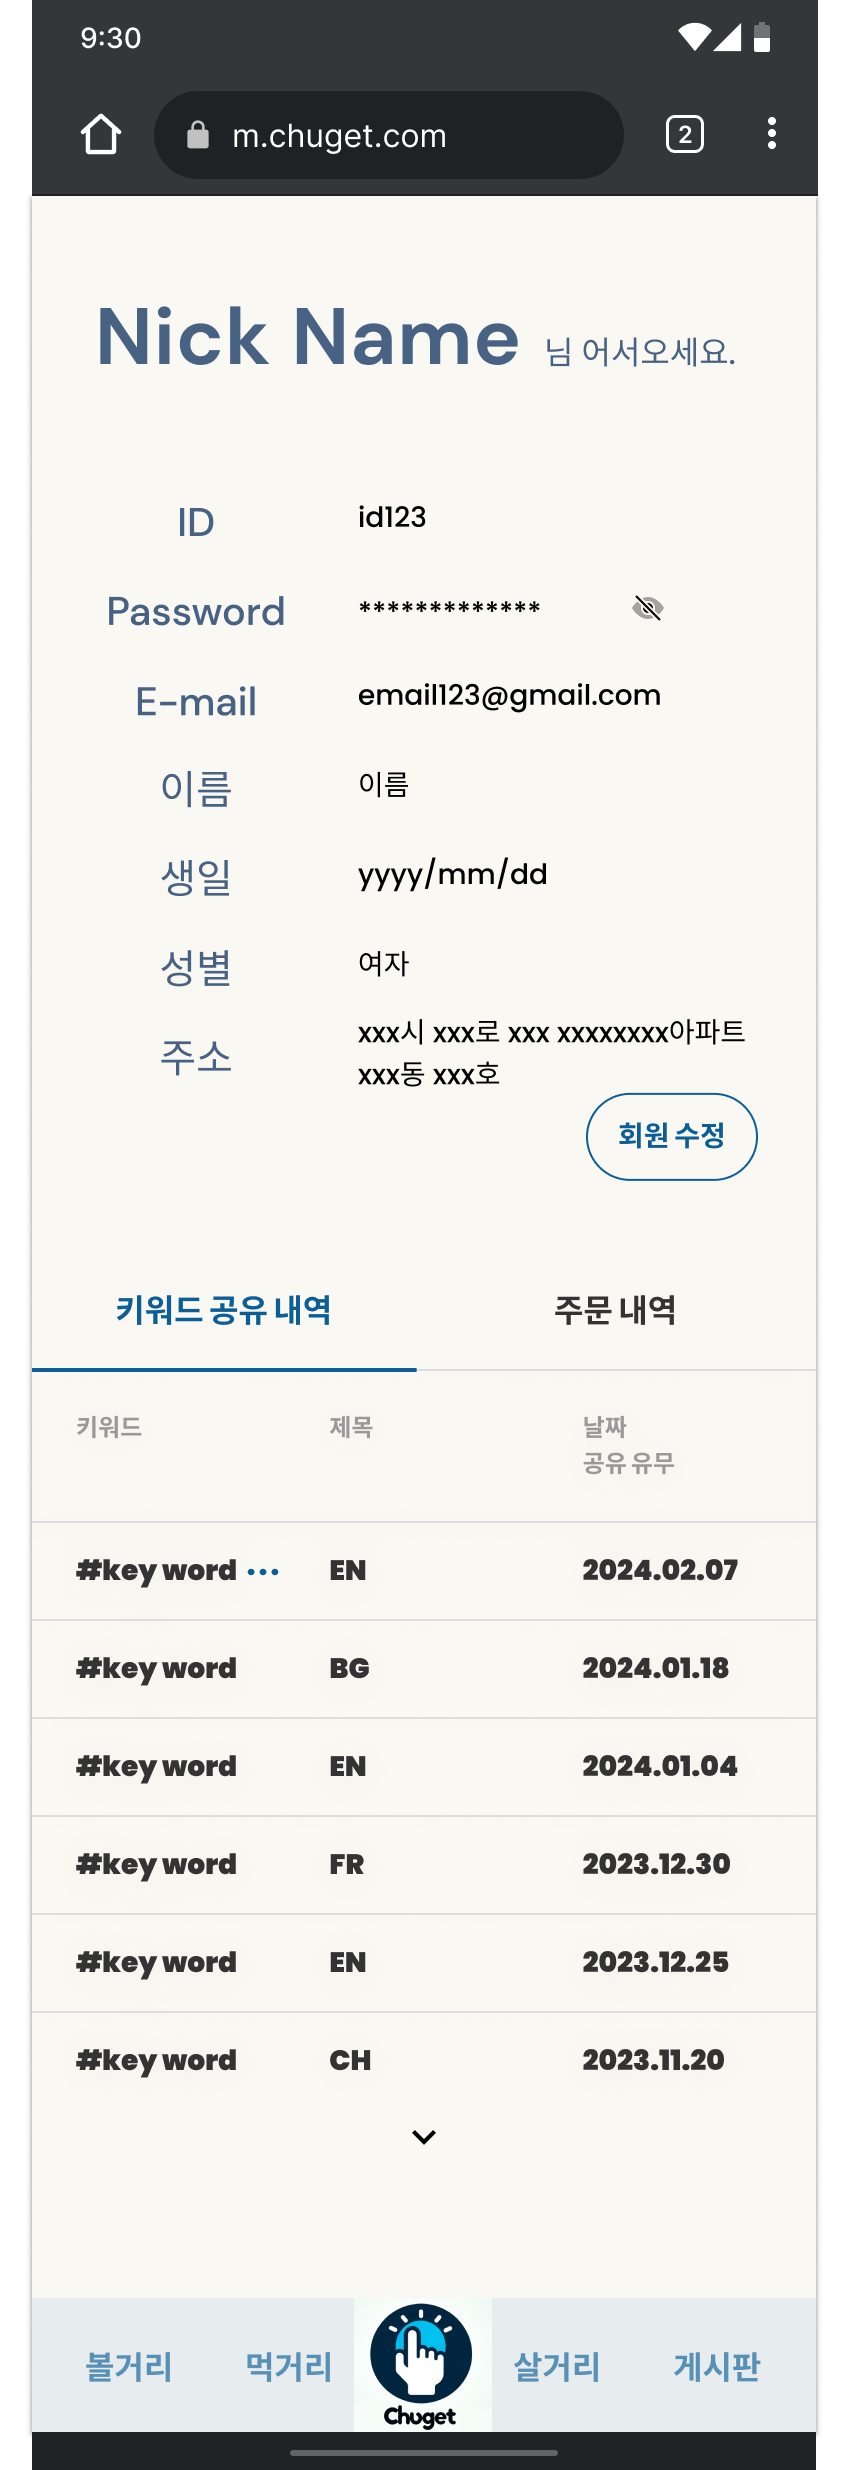 9:30
m.chuget.com
2
Nick Name 님 어서오세요.
ID id123
Password *************
E-mail email123@gmail.com
이름 이름
생일 yyyy/mm/dd
성별 여자
주소 xxx시 xxx로 xxx xxxxxxxx아파트
xxx동 xxx호
회원 수정
키워드 공유 내역 주문 내역
키워드 제목 날짜
공유 유무
#key word ••• EN 2024.02.07
#key word BG 2024.01.18
#key word EN 2024.01.04
#key word FR 2023.12.30
#key word EN 2023.12.25
#key word CH 2023.11.20
볼거리 먹거리 Chuget 살거리 게시판